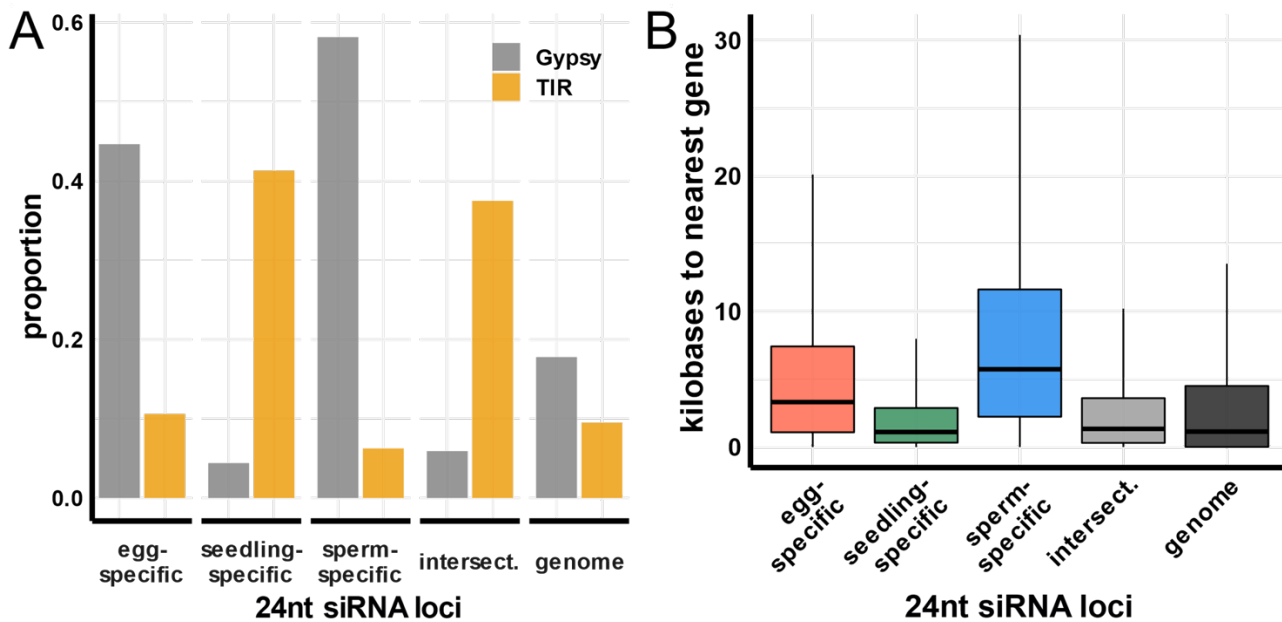 A
proportion
0.6
0.4
0.2
0.0
Gypsy
TIR
egg-
specific
seedling-
specific
sperm-
specific
intersect.
genome
24nt siRNA loci
B
kilobases to nearest gene
30
20
10
0
egg-
specific
seedling-
specific
sperm-
specific
intersect.
genome
24nt siRNA loci